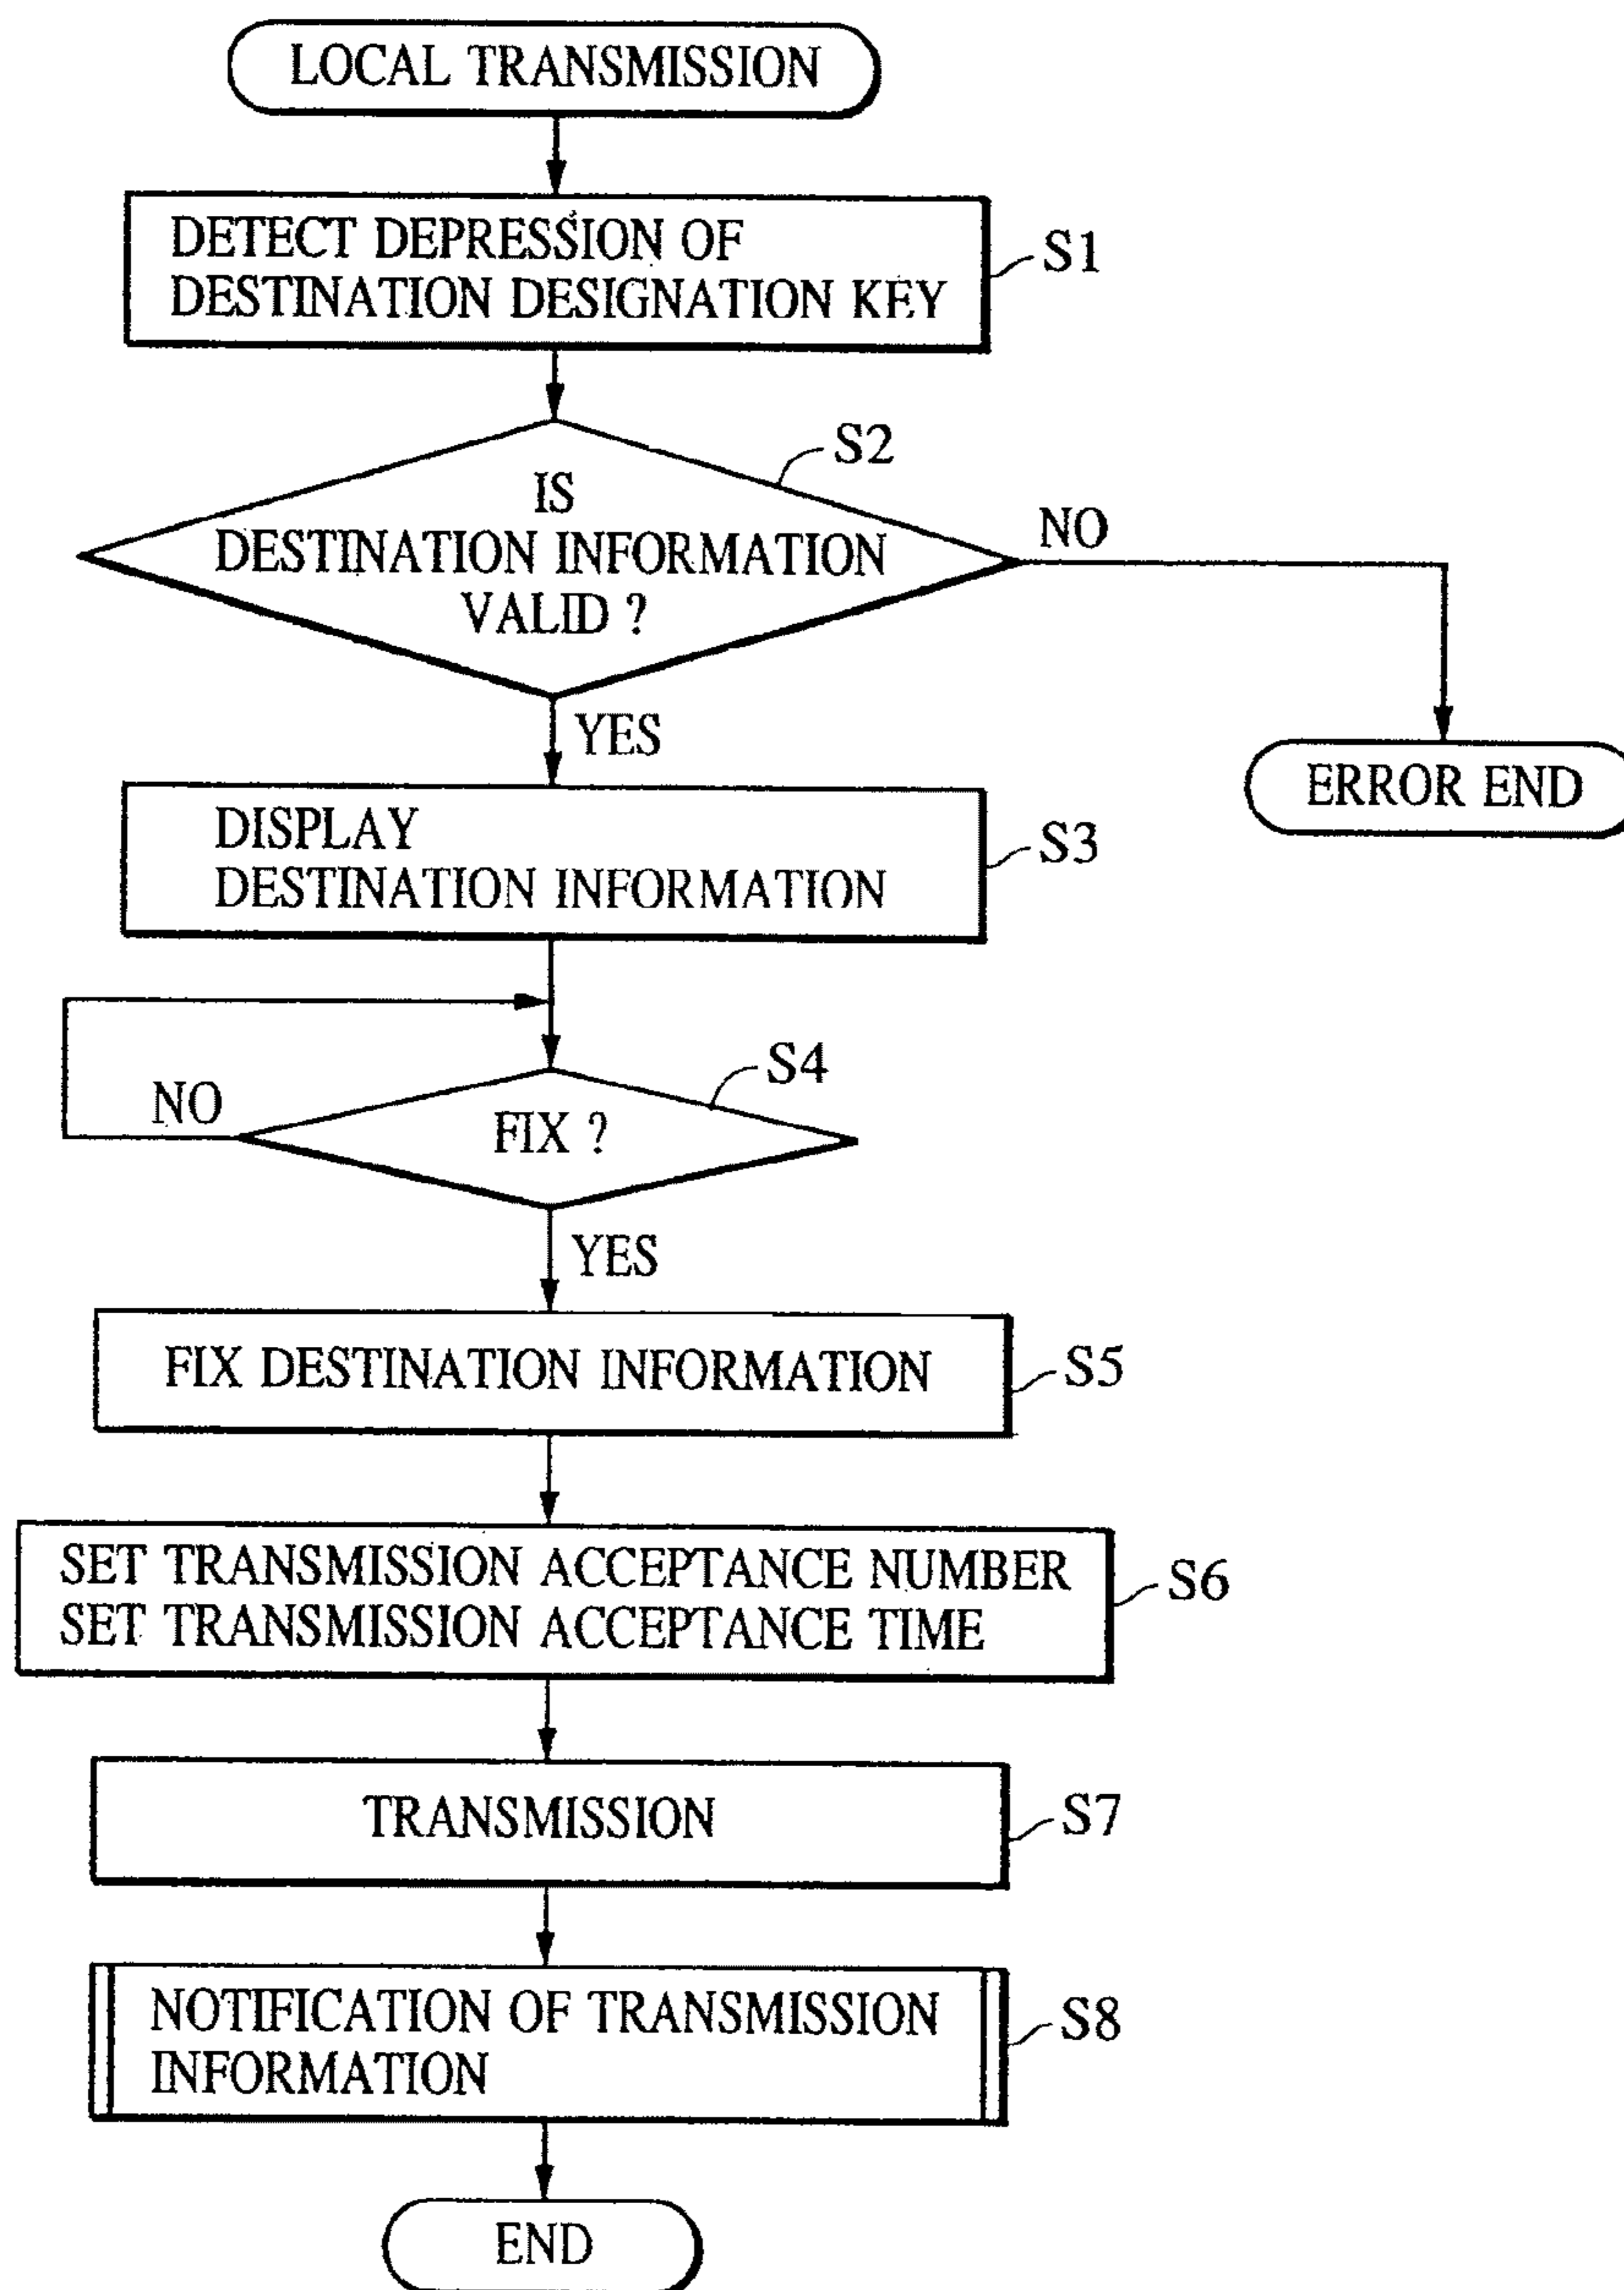 LOCAL TRANSMISSION
DETECT DEPRESSION OF
DESTINATION DESIGNATION KEY
S1
S2
IS
DESTINATION INFORMATION
VALID ?
NO
YES
ERROR END
DISPLAY
DESTINATION INFORMATION
S3
S4
NO
FIX ?
YES
FIX DESTINATION INFORMATION
S5
SET TRANSMISSION ACCEPTANCE NUMBER
SET TRANSMISSION ACCEPTANCE TIME
S6
TRANSMISSION
S7
NOTIFICATION OF TRANSMISSION
INFORMATION
S8
END